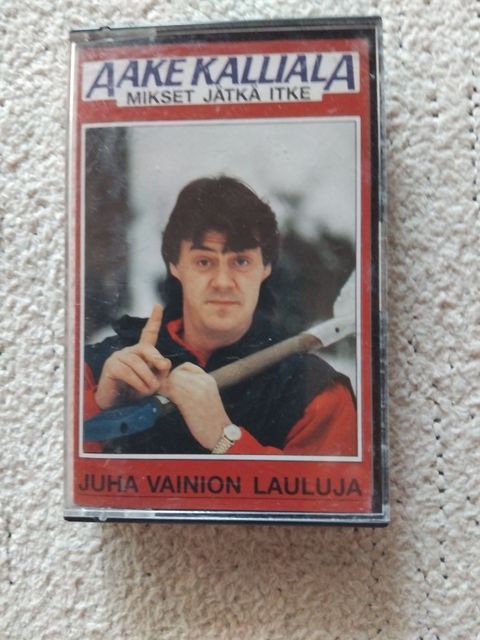 AAKE KALLIALA
MIKSET JÄTKÄ ITKE
JUHA VAINION LAULUJA